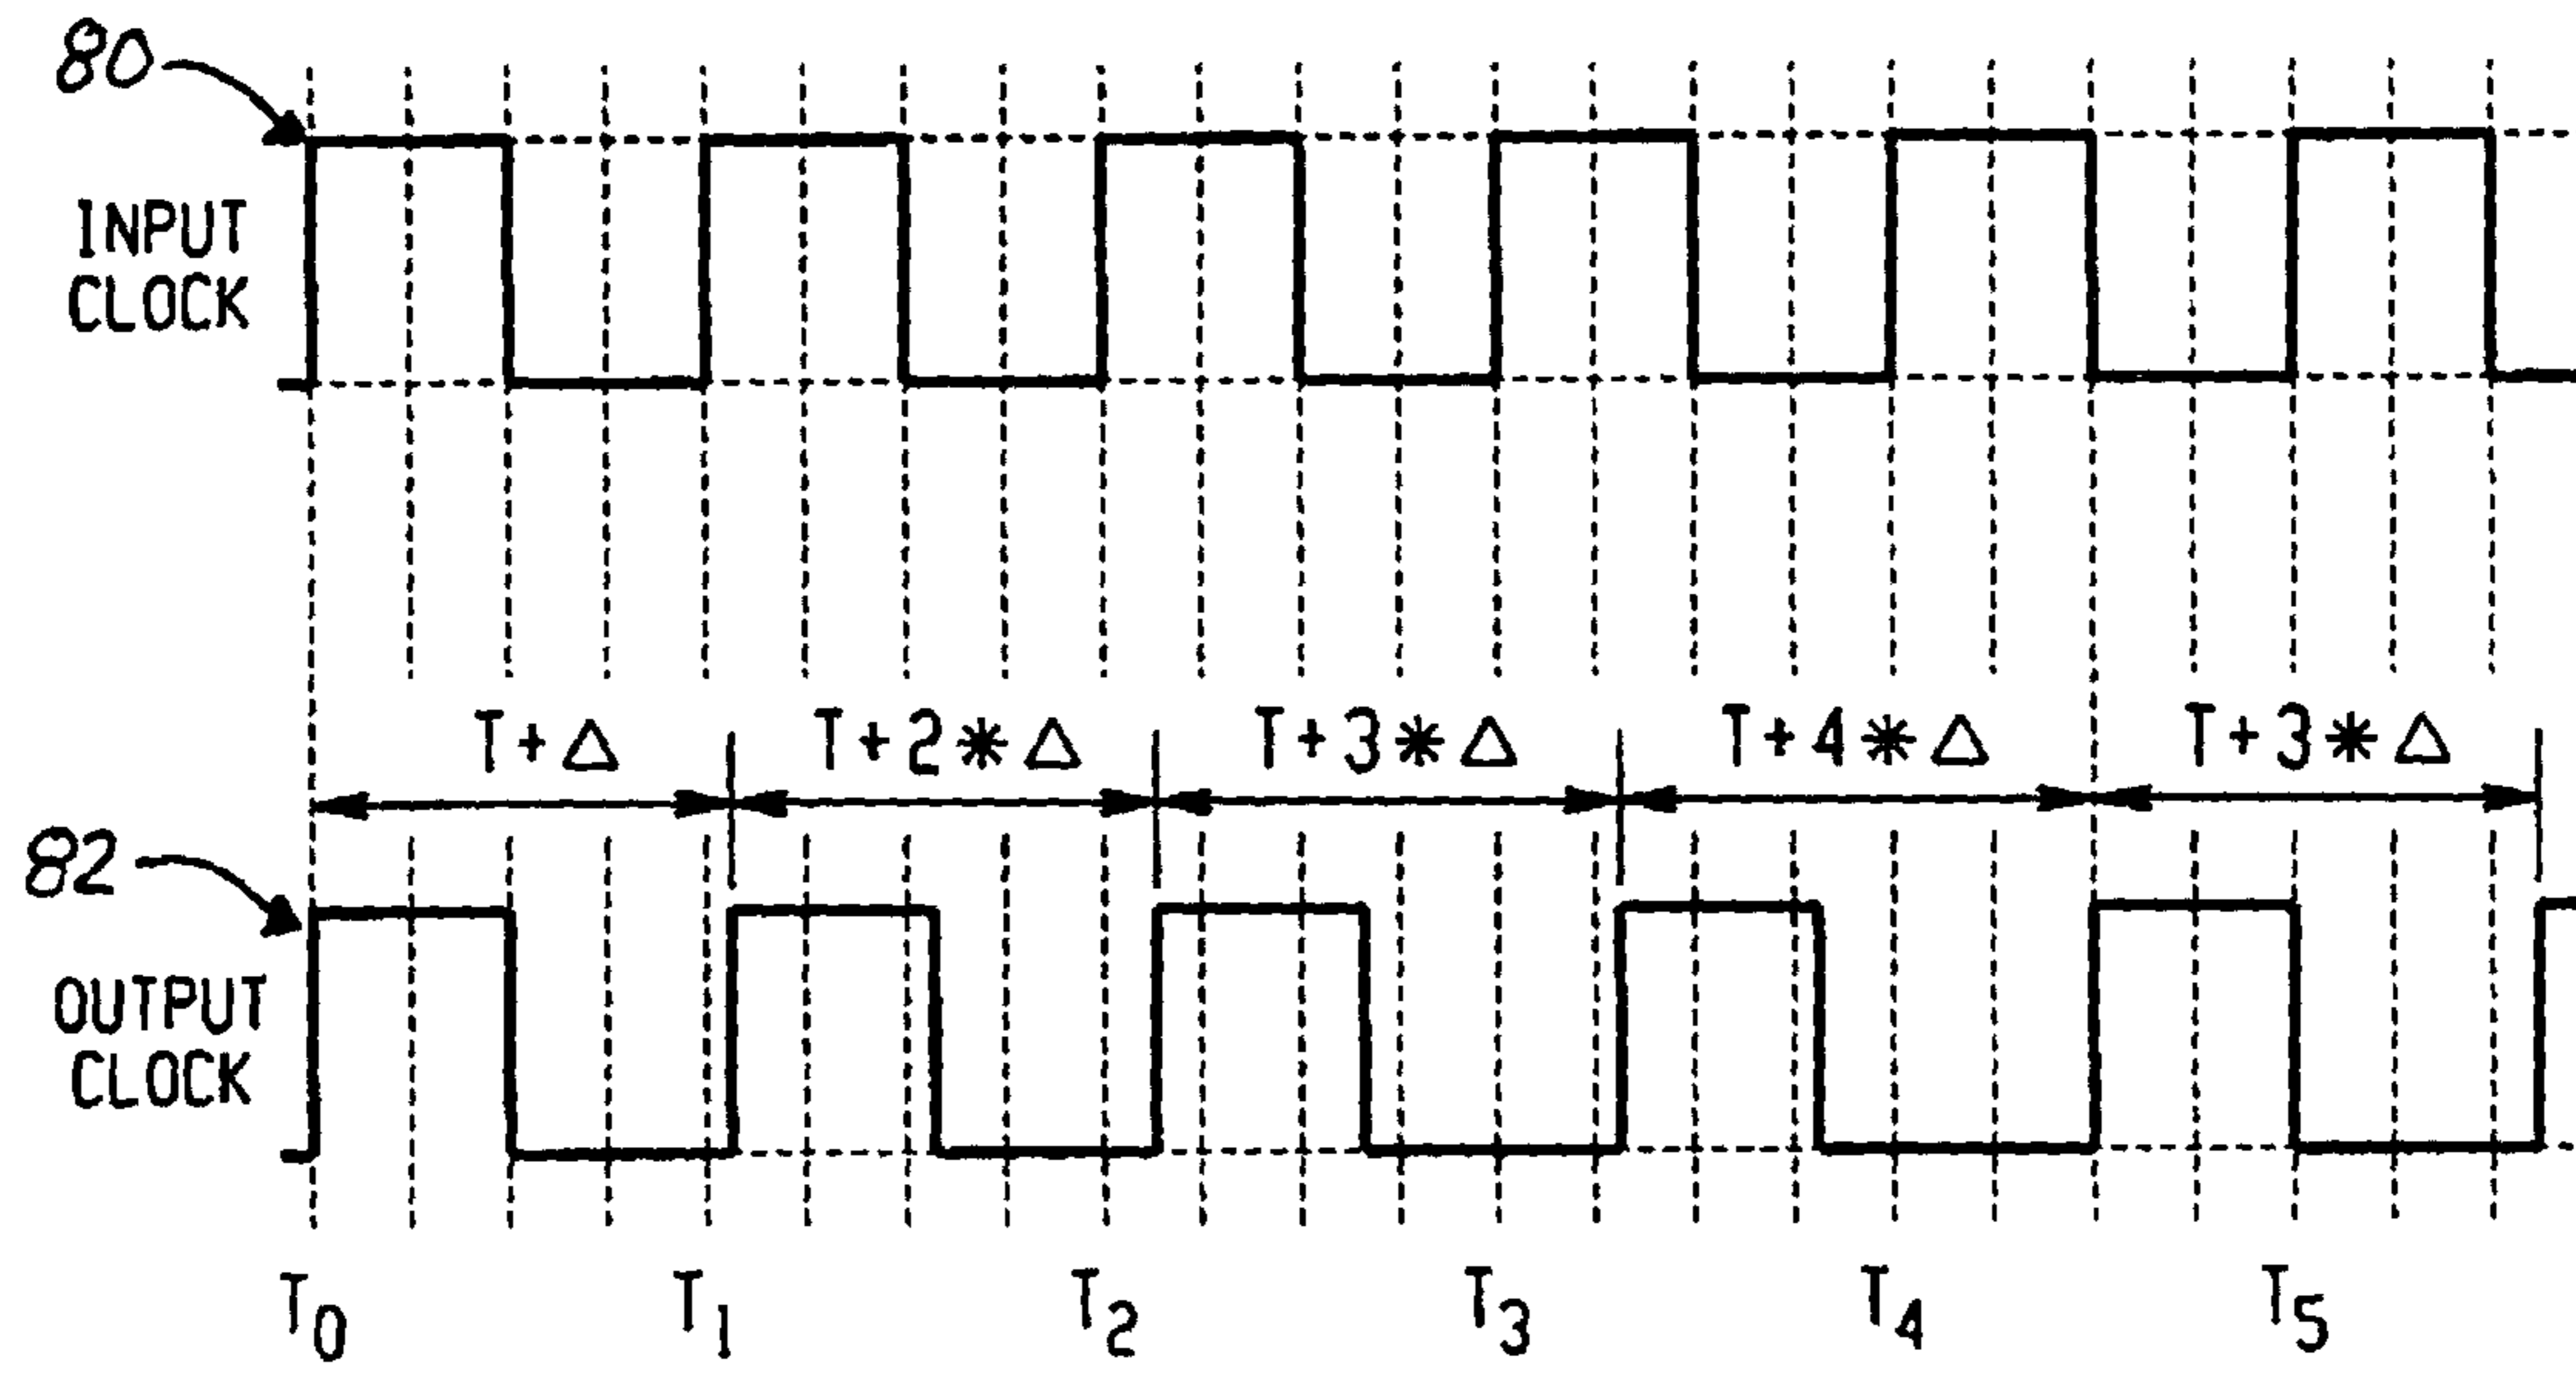 80
INPUT
CLOCK
T+△ T+2*△ T+3*△ T+4*△ T+3*△
82
OUTPUT
CLOCK
T0 T1 T2 T3 T4 T5